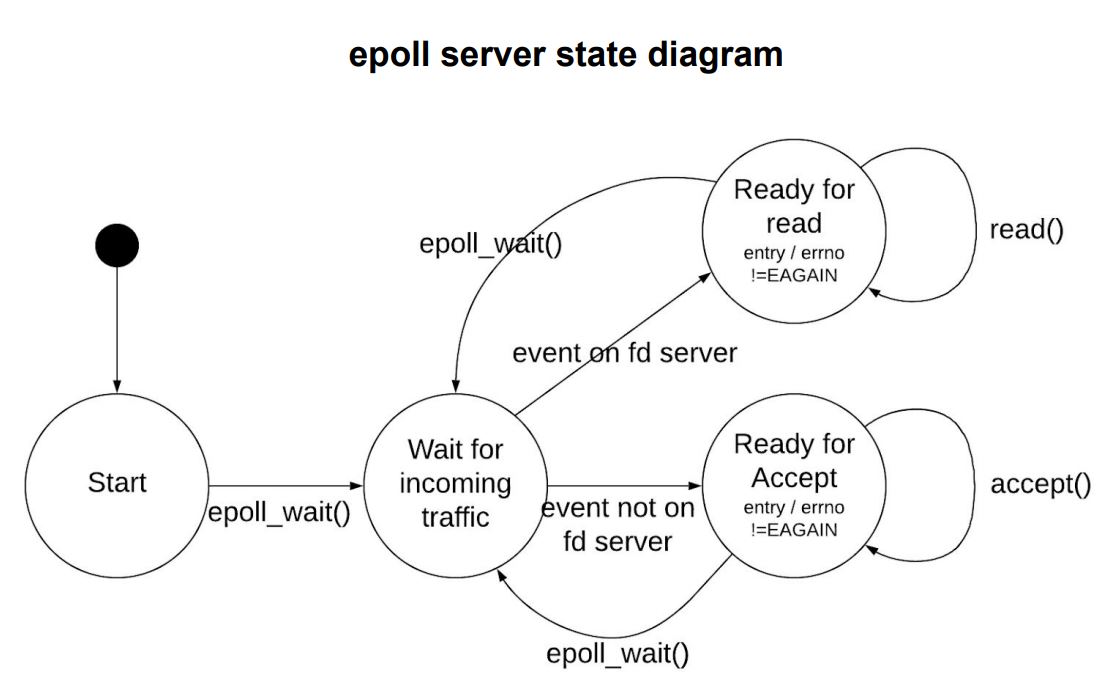 epoll server state diagram
Ready for
read
entry / errno
!=EAGAIN
read()
epoll_wait()
event on fd server
Start
epoll_wait()
Wait for
incoming
traffic
event not on
fd server
Ready for
Accept
entry / errno
!=EAGAIN
accept()
epoll_wait()